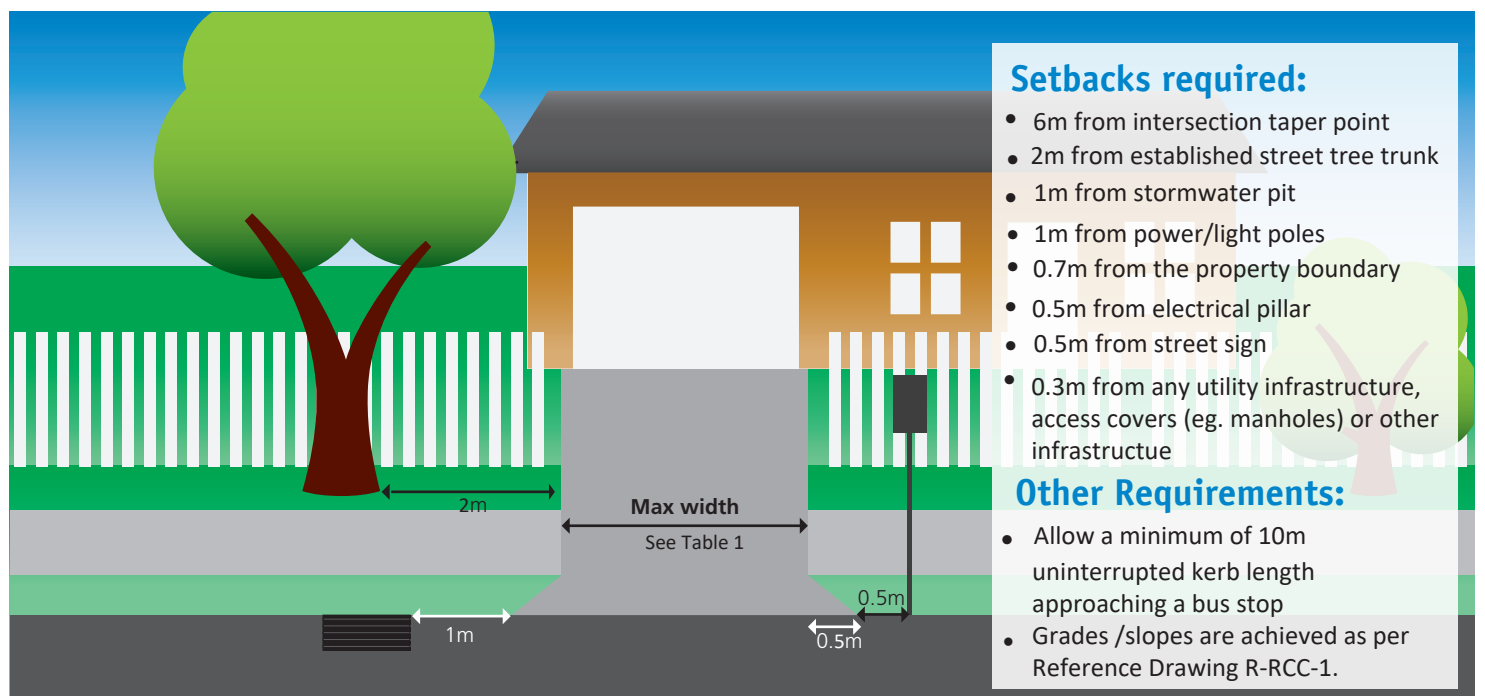 Setbacks required:
• 6m from intersection taper point
• 2m from established street tree trunk
• 1m from stormwater pit
• 1m from power/light poles
• 0.7m from the property boundary
• 0.5m from electrical pillar
• 0.5m from street sign
• 0.3m from any utility infrastructure,
access covers (eg. manholes) or other
infrastructue
Other Requirements:
• Allow a minimum of 10m
uninterrupted kerb length
approaching a bus stop
• Grades /slopes are achieved as per
Reference Drawing R-RCC-1.
2m
Max width
See Table 1
0.5m
1m
0.5m